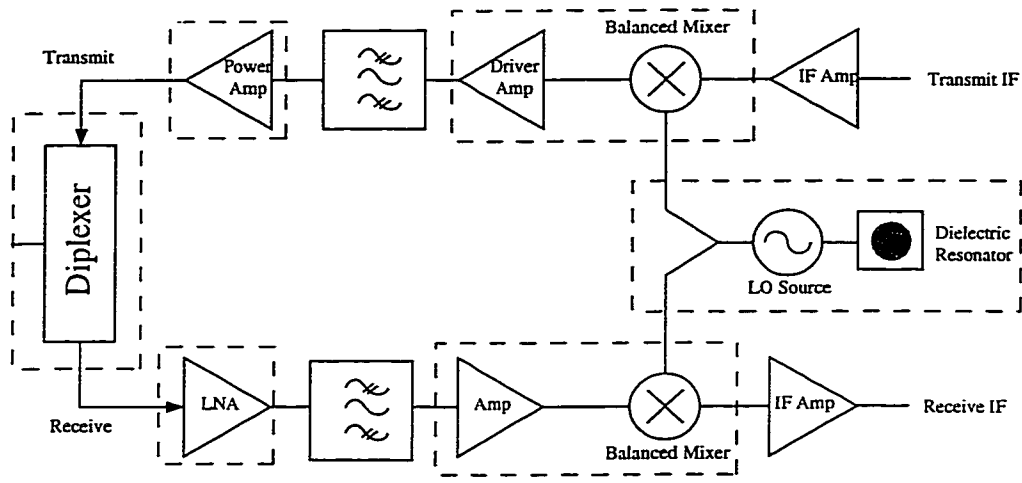 Balanced Mixer
Transmit
Power
Amp
Driver
Amp
IF Amp
Transmit IF
Diplexer
Dielectric
Resonator
LO Source
LNA
Amp
IF Amp
Receive IF
Receive
Balanced Mixer